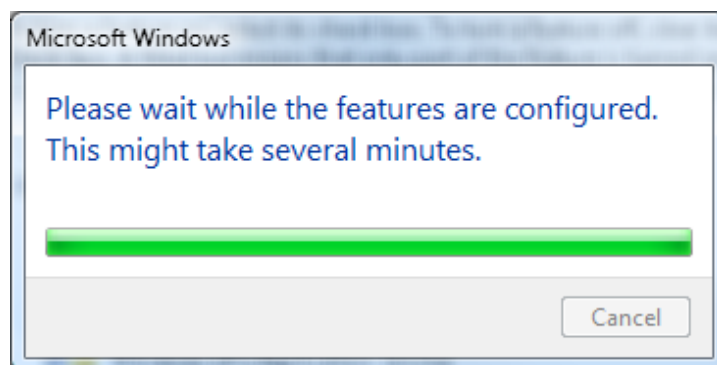 Microsoft Windows
Please wait while the features are configured.
This might take several minutes.
Cancel